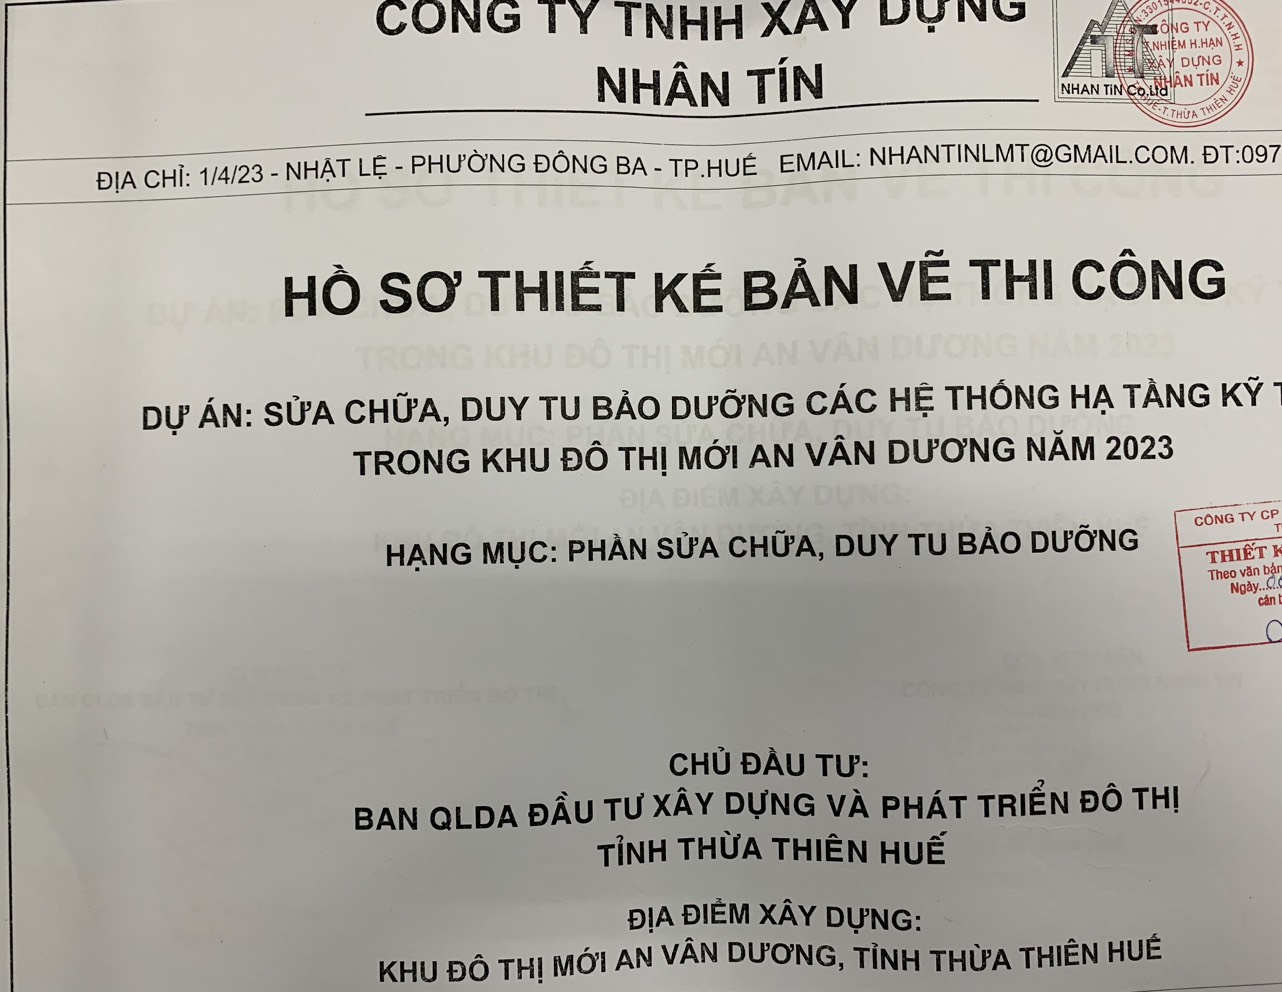 CÔNG TY TNHH XÂY DỰNG
NHÂN TÍN
NHAN TiN Co.Ltd
CÔNG TY
T.NHIỆM H.HẠN
XÂY DỰNG
NHÂN TÍN
ĐỊA CHỈ: 1/4/23 - NHẬT LỆ - PHƯỜNG ĐÔNG BA - TP.HUẾ EMAIL: NHANTINLMT@GMAIL.COM. ĐT:097
HỒ SƠ THIẾT KẾ BẢN VẼ THI CÔNG
DỰ ÁN: SỬA CHỮA, DUY TU BẢO DƯỠNG CÁC HỆ THỐNG HẠ TẦNG KỸ T
TRONG KHU ĐÔ THỊ MỚI AN VÂN DƯƠNG NĂM 2023
HẠNG MỤC: PHẦN SỬA CHỮA, DUY TU BẢO DƯỠNG
CÔNG TY CP
THIẾT K
Theo văn bản
Ngày
cán b
CHỦ ĐẦU TƯ:
BAN QLDA ĐẦU TƯ XÂY DỰNG VÀ PHÁT TRIỂN ĐÔ THỊ
TỈNH THỪA THIÊN HUẾ
ĐỊA ĐIỂM XÂY DỰNG:
KHU ĐÔ THỊ MỚI AN VÂN DƯƠNG, TỈNH THỪA THIÊN HUẾ